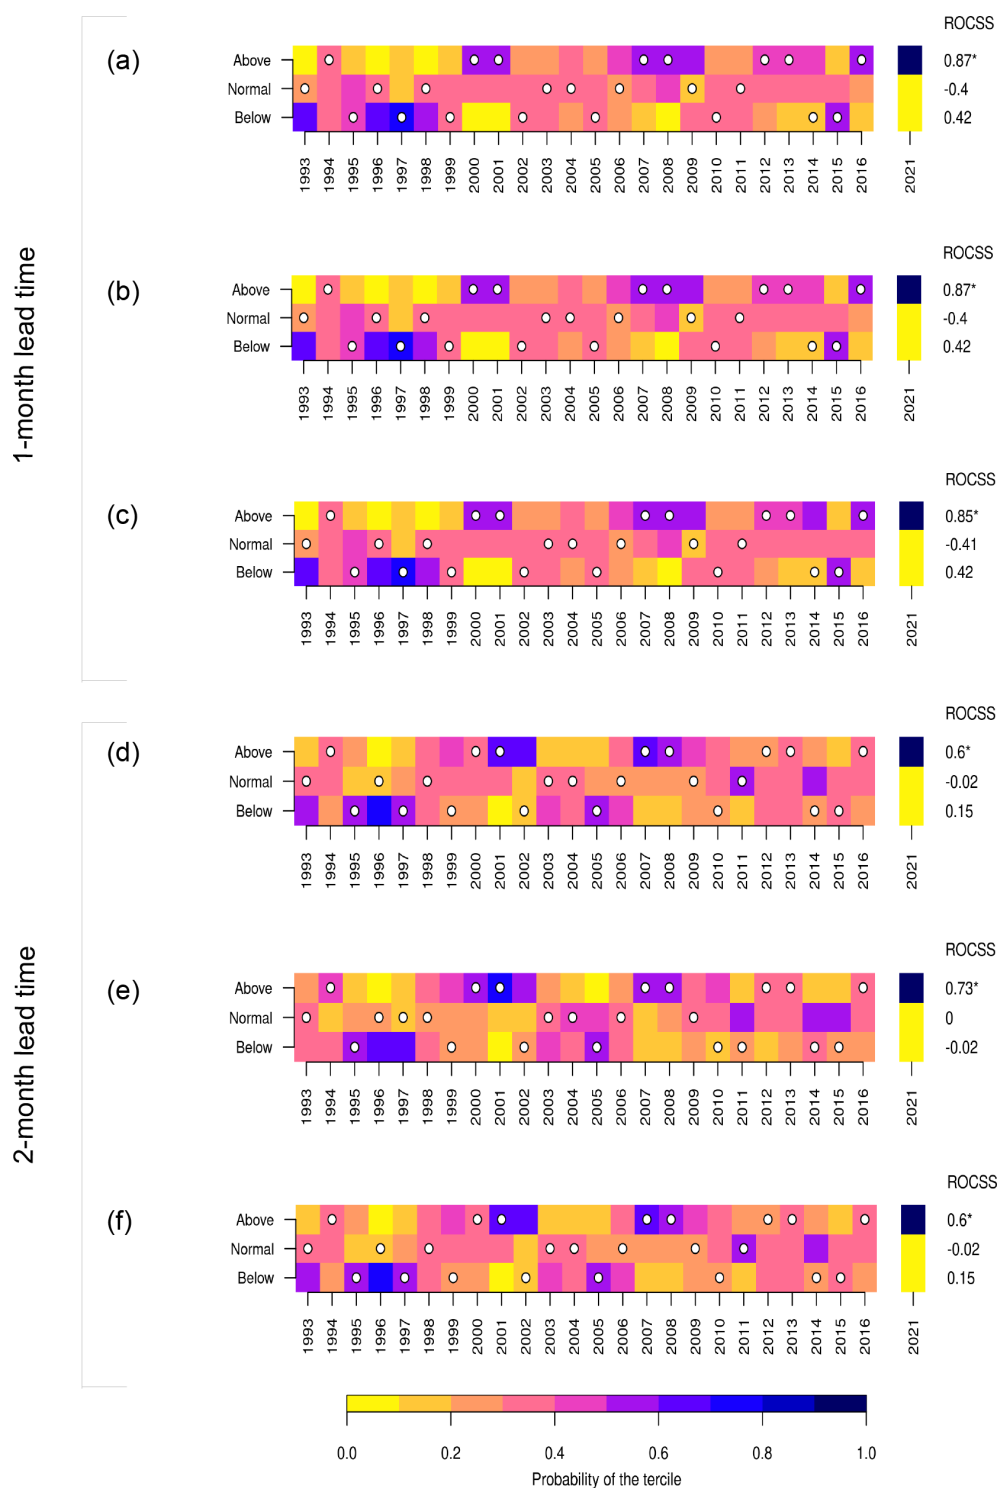 1-month lead time
(a)
ROCSS
Above 0.87*
Normal -0.4
Below 0.42
1993 1994 1995 1996 1997 1998 1999 2000 2001 2002 2003 2004 2005 2006 2007 2008 2009 2010 2011 2012 2013 2014 2015 2016 2021
(b)
ROCSS
Above 0.87*
Normal -0.4
Below 0.42
1993 1994 1995 1996 1997 1998 1999 2000 2001 2002 2003 2004 2005 2006 2007 2008 2009 2010 2011 2012 2013 2014 2015 2016 2021
(c)
ROCSS
Above 0.85*
Normal -0.41
Below 0.42
1993 1994 1995 1996 1997 1998 1999 2000 2001 2002 2003 2004 2005 2006 2007 2008 2009 2010 2011 2012 2013 2014 2015 2016 2021
2-month lead time
(d)
ROCSS
Above 0.6*
Normal -0.02
Below 0.15
1993 1994 1995 1996 1997 1998 1999 2000 2001 2002 2003 2004 2005 2006 2007 2008 2009 2010 2011 2012 2013 2014 2015 2016 2021
(e)
ROCSS
Above 0.73*
Normal 0
Below -0.02
1993 1994 1995 1996 1997 1998 1999 2000 2001 2002 2003 2004 2005 2006 2007 2008 2009 2010 2011 2012 2013 2014 2015 2016 2021
(f)
ROCSS
Above 0.6*
Normal -0.02
Below 0.15
1993 1994 1995 1996 1997 1998 1999 2000 2001 2002 2003 2004 2005 2006 2007 2008 2009 2010 2011 2012 2013 2014 2015 2016 2021
0.0 0.2 0.4 0.6 0.8 1.0
Probability of the tercile